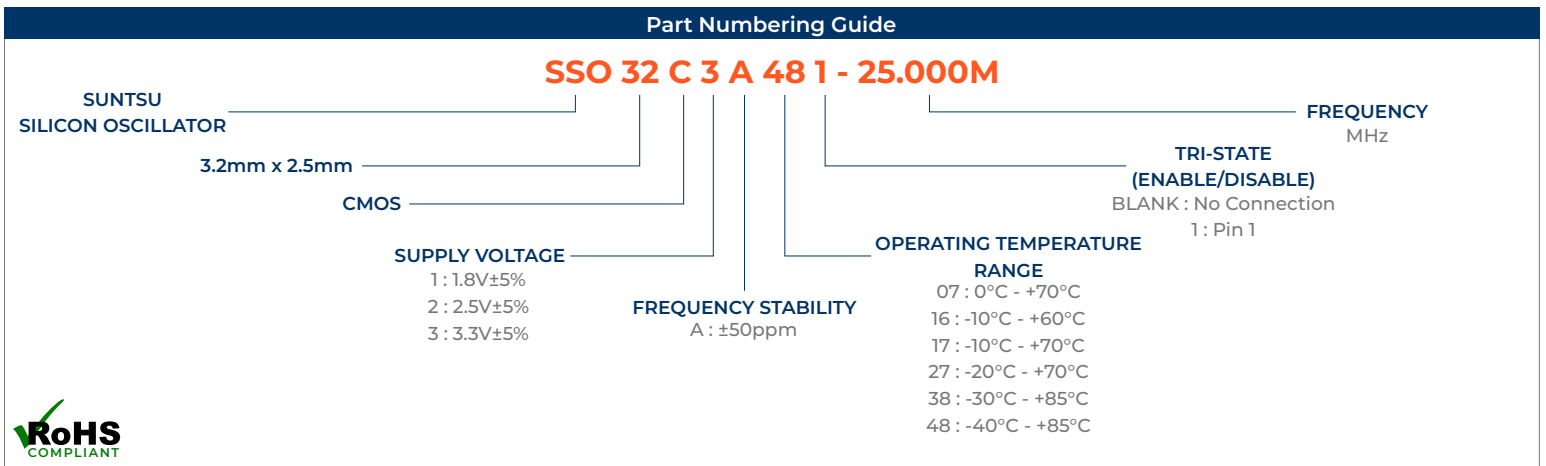 Part Numbering Guide
SSO 32 C 3 A 48 1 - 25.000M
SUNTSU
SILICON OSCILLATOR
3.2mm x 2.5mm
CMOS
SUPPLY VOLTAGE
1 : 1.8V±5%
2 : 2.5V±5%
3 : 3.3V±5%
FREQUENCY STABILITY
A : ±50ppm
OPERATING TEMPERATURE
RANGE
07 : 0°C - +70°C
16 : -10°C - +60°C
17 : -10°C - +70°C
27 : -20°C - +70°C
38 : -30°C - +85°C
48 : -40°C - +85°C
TRI-STATE
(ENABLE/DISABLE)
BLANK : No Connection
1 : Pin 1
FREQUENCY
MHz
RoHS
COMPLIANT